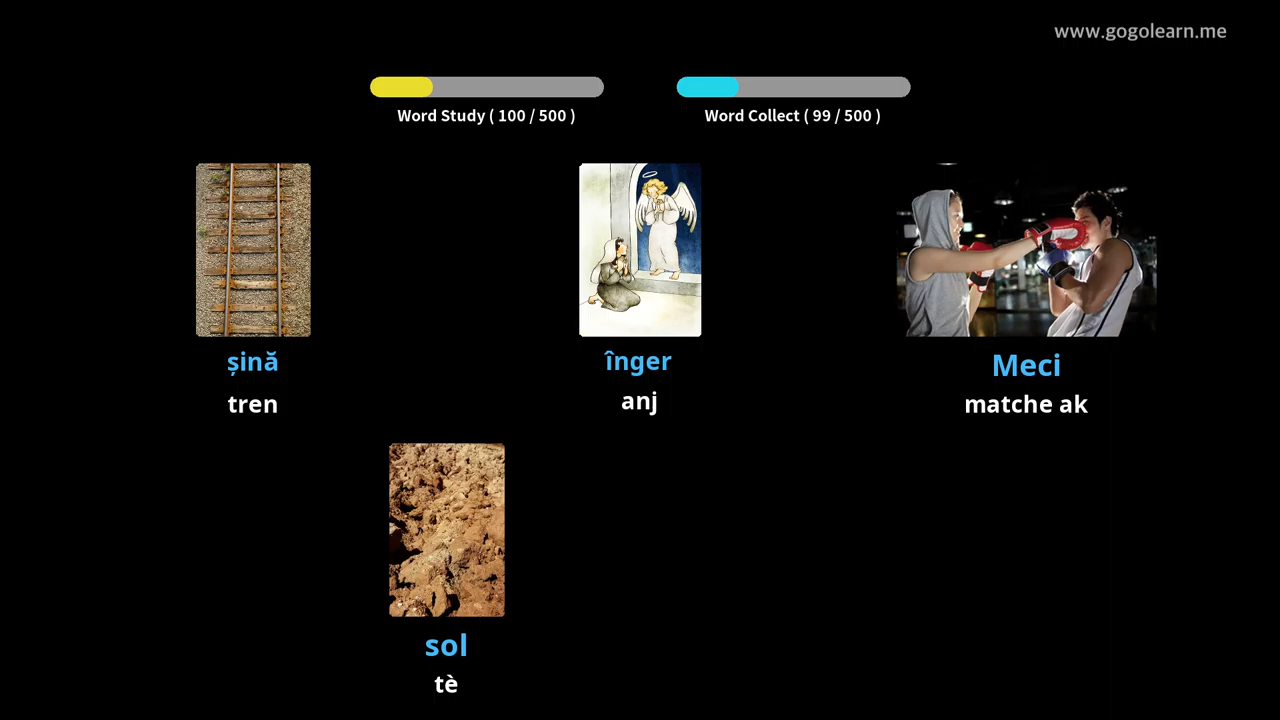 www.gogolearn.me
Word Study ( 100 / 500 )
Word Collect ( 99 / 500 )
șină
tren
înger
anj
Meci
matche ak
sol
tè